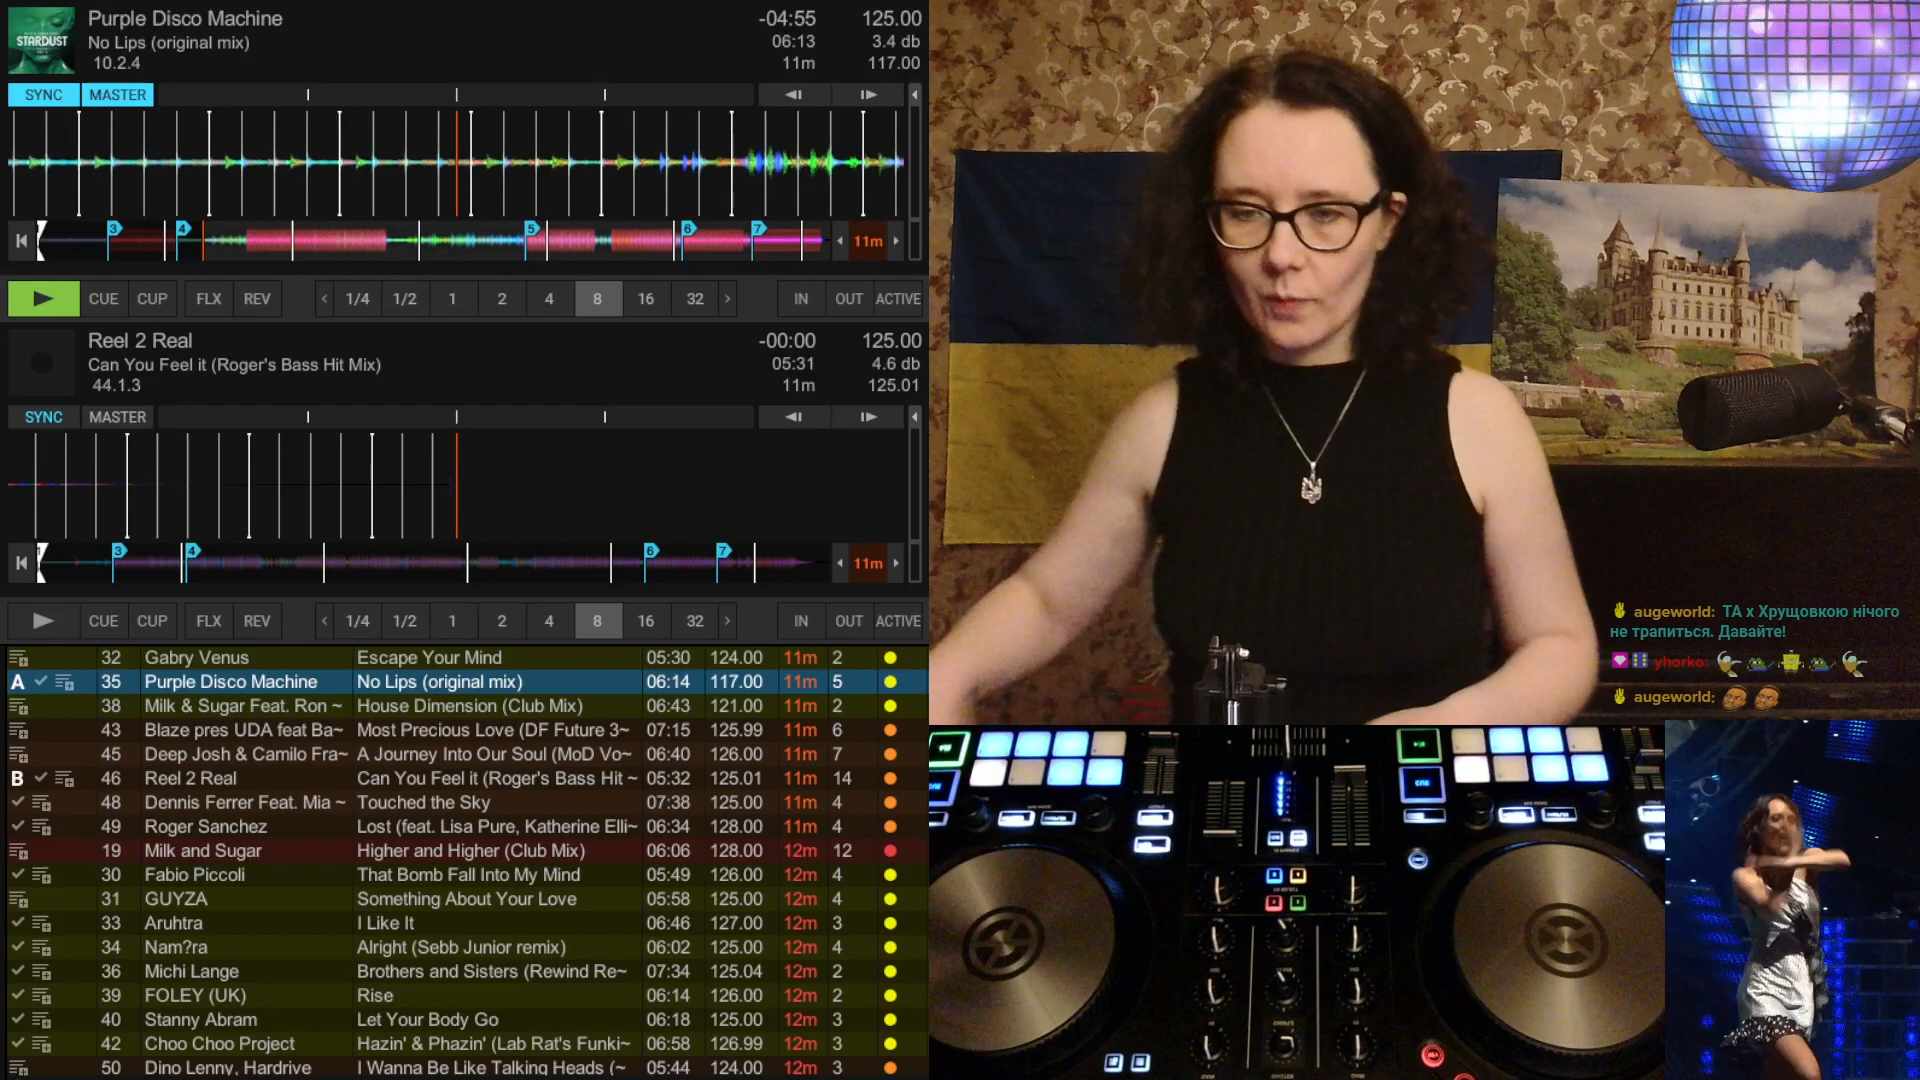 STARDUST
Purple Disco Machine
-04:55
125.00
No Lips (original mix)
06:13
3.4 db
10.2.4
11m
117.00
SYNC
MASTER
3
4
5
6
7
11m
CUE
CUP
FLX
REV
1/4
1/2
1
2
4
8
16
32
IN
OUT
ACTIVE
Reel 2 Real
-00:00
125.00
Can You Feel it (Roger's Bass Hit Mix)
05:31
4.6 db
44.1.3
11m
125.01
SYNC
MASTER
1
3
4
6
7
11m
CUE
CUP
FLX
REV
1/4
1/2
1
2
4
8
16
32
IN
OUT
ACTIVE
32 Gabry Venus Escape Your Mind 05:30 124.00 11m 2
A 35 Purple Disco Machine No Lips (original mix) 06:14 117.00 11m 5
38 Milk & Sugar Feat. Ron ~ House Dimension (Club Mix) 06:43 121.00 11m 2
43 Blaze pres UDA feat Ba~ Most Precious Love (DF Future 3~ 07:15 125.99 11m 6
45 Deep Josh & Camilo Fra~ A Journey Into Our Soul (MoD Vo~ 06:40 126.00 11m 7
B 46 Reel 2 Real Can You Feel it (Roger's Bass Hit ~ 05:32 125.01 11m 14
48 Dennis Ferrer Feat. Mia ~ Touched the Sky 07:38 125.00 11m 4
49 Roger Sanchez Lost (feat. Lisa Pure, Katherine Elli~ 06:34 128.00 11m 4
19 Milk and Sugar Higher and Higher (Club Mix) 06:06 128.00 12m 12
30 Fabio Piccoli That Bomb Fall Into My Mind 05:49 126.00 12m 4
31 GUYZA Something About Your Love 05:58 125.00 12m 4
33 Aruhtra I Like It 06:46 127.00 12m 3
34 Nam?ra Alright (Sebb Junior remix) 06:02 125.00 12m 4
36 Michi Lange Brothers and Sisters (Rewind Re~ 07:34 125.04 12m 2
39 FOLEY (UK) Rise 06:14 126.00 12m 2
40 Stanny Abram Let Your Body Go 06:18 125.00 12m 3
42 Choo Choo Project Hazin' & Phazin' (Lab Rat's Funki~ 06:58 126.99 12m 3
50 Dino Lenny, Hardrive I Wanna Be Like Talking Heads (~ 05:44 124.00 12m 3
augeworld: ТА х Хрущовкою нічого
не трапиться. Давайте!
yhorko:
augeworld: